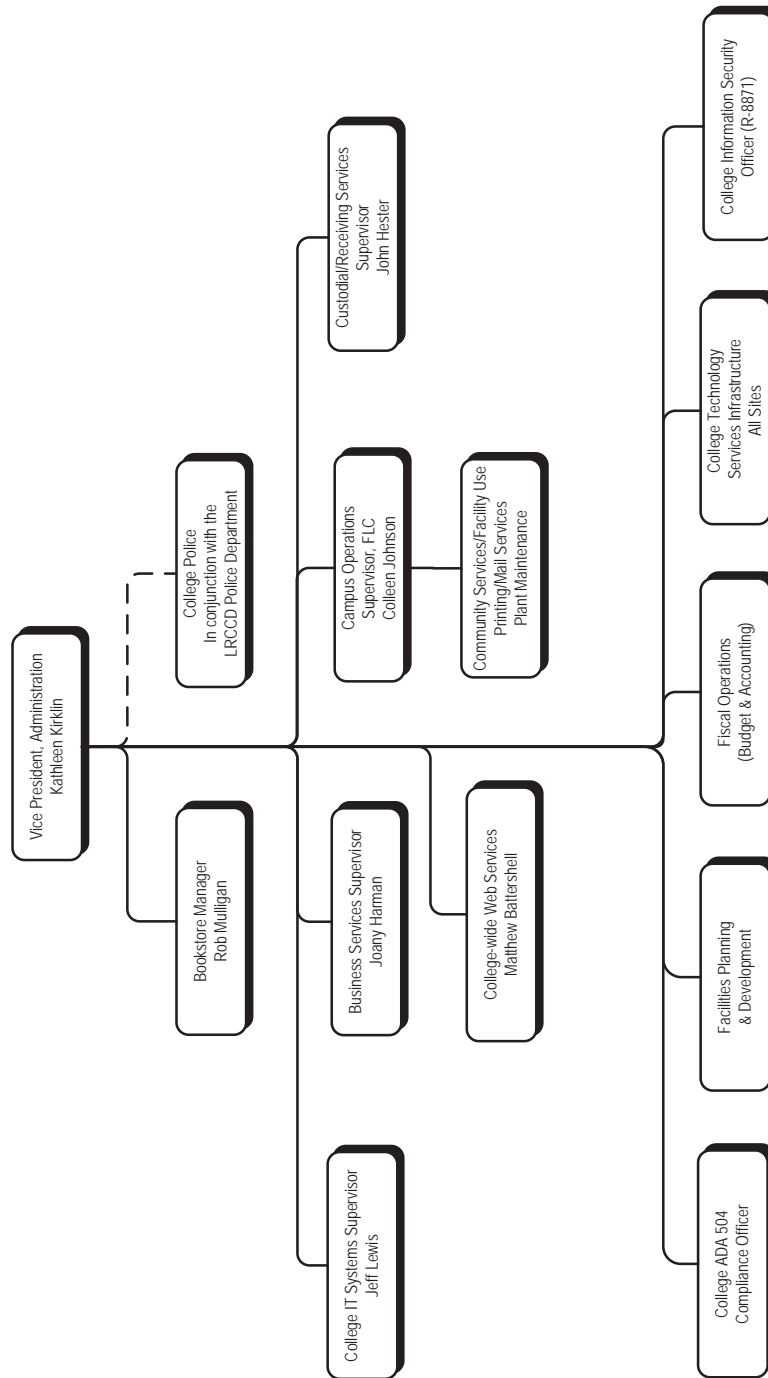 Vice President, Administration
Kathleen Kirklin
Bookstore Manager
Rob Mulligan
College Police
In conjunction with the
LRCCD Police Department
College IT Systems Supervisor
Jeff Lewis
Business Services Supervisor
Joany Harman
Campus Operations
Supervisor, FLC
Colleen Johnson
Custodial/Receiving Services
Supervisor
John Hester
College-wide Web Services
Matthew Battershell
Community Services/Facility Use
Printing/Mail Services
Plant Maintenance
College ADA 504
Compliance Officer
Facilities Planning
& Development
Fiscal Operations
(Budget & Accounting)
College Technology
Services Infrastructure
All Sites
College Information Security
Officer (R-8871)